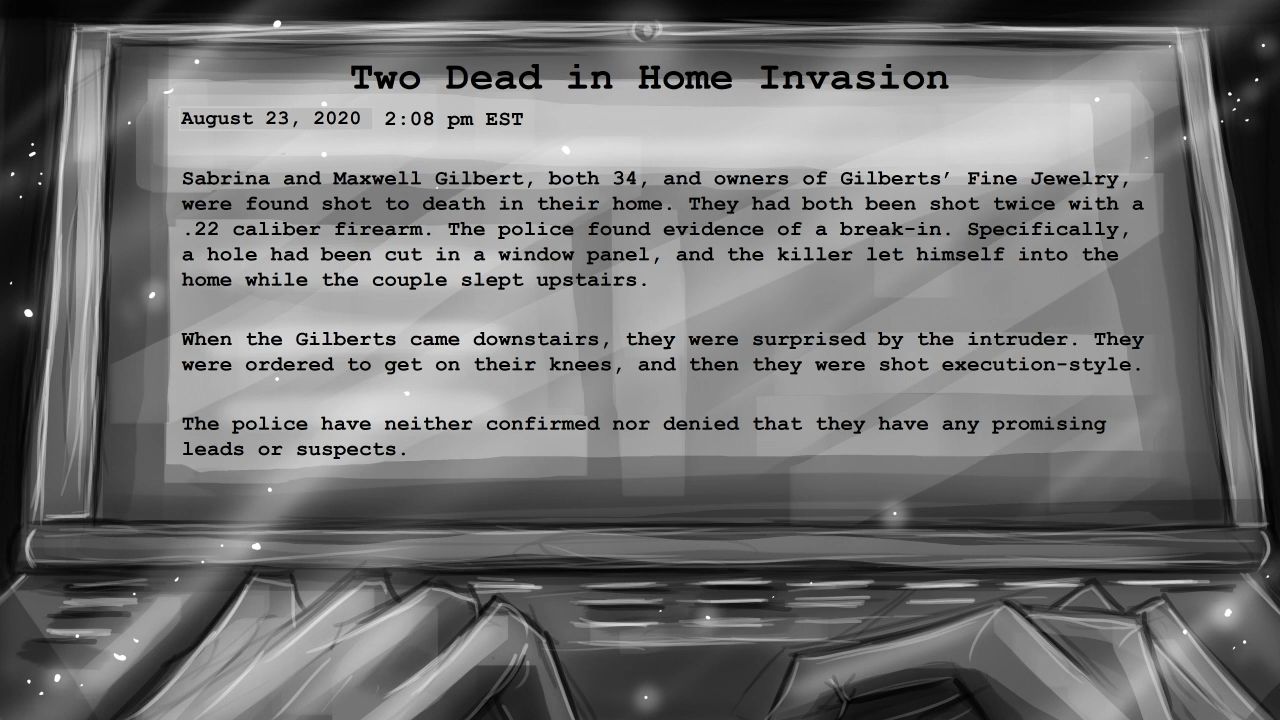 Two Dead in Home Invasion
August 23, 2020 2:08 pm EST
Sabrina and Maxwell Gilbert, both 34, and owners of Gilberts’ Fine Jewelry,
were found shot to death in their home. They had both been shot twice with a
.22 caliber firearm. The police found evidence of a break-in. Specifically,
a hole had been cut in a window panel, and the killer let himself into the
home while the couple slept upstairs.
When the Gilberts came downstairs, they were surprised by the intruder. They
were ordered to get on their knees, and then they were shot execution-style.
The police have neither confirmed nor denied that they have any promising
leads or suspects.